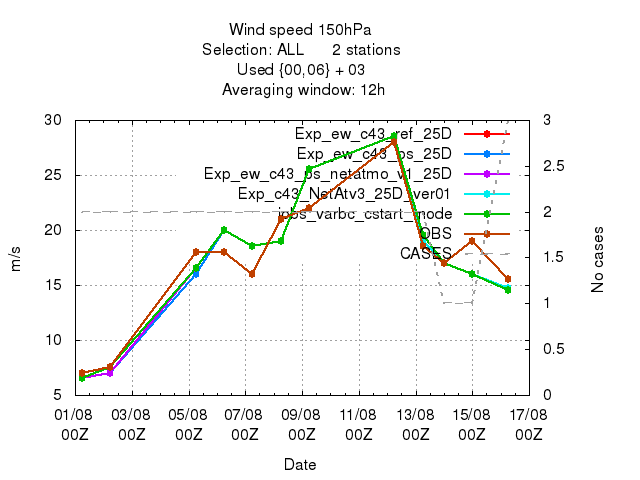 Wind speed 150hPa
Selection: ALL 2 stations
Used {00,06} + 03
Averaging window: 12h
30 3
Exp_ew_c43_ref_25D
Exp_ew_c43_ps_25D
2.5
25 Exp_ew_c43_ps_netatmo_v1_25D
Exp_c43_NetAtv3_25D_ver01
2
20 OBS
CASES
1.5
15
1
10
0.5
5 0
m/s
No cases
01/08 03/08 05/08 07/08 09/08 11/08 13/08 15/08 17/08
00Z 00Z 00Z 00Z 00Z 00Z 00Z 00Z 00Z
Date